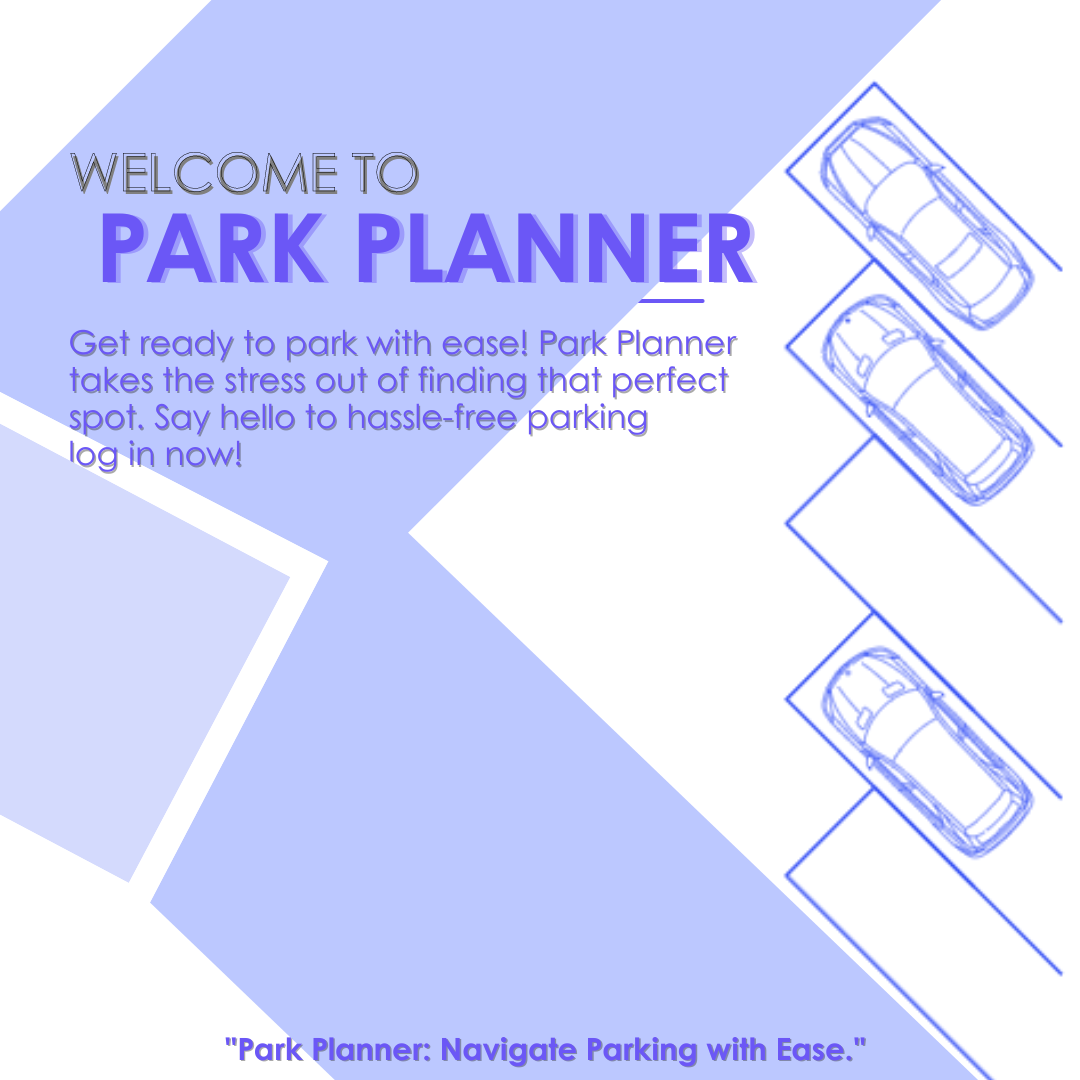 WELCOME TO
PARK PLANNER
Get ready to park with ease! Park Planner
takes the stress out of finding that perfect
spot. Say hello to hassle-free parking
log in now!
"Park Planner: Navigate Parking with Ease."